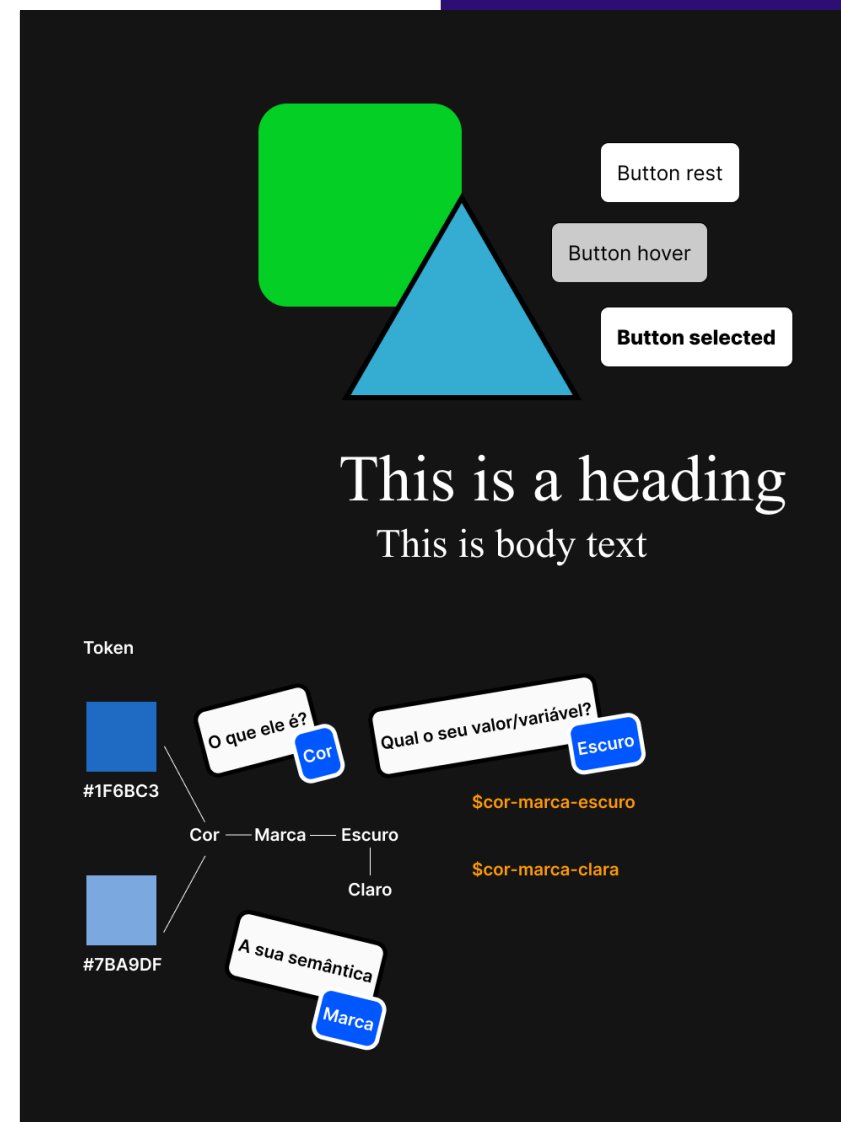 Button rest
Button hover
Button selected
This is a heading
This is body text
Token
O que ele é?
Cor
Qual o seu valor/variável?
Escuro
#1F6BC3
$cor-marca-escuro
Cor
Marca
Escuro
$cor-marca-clara
Claro
#7BA9DF
A sua semântica
Marca